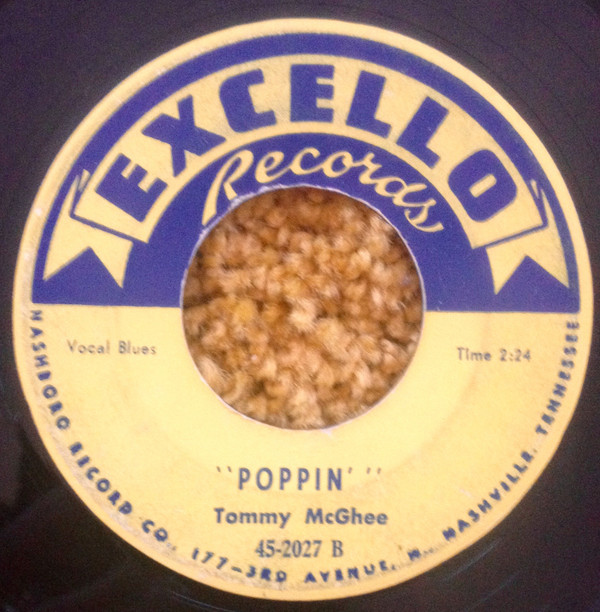 EXCELLO
Records
Vocal Blues
Time 2:24
"POPPIN'"
Tommy McGhee
45-2027 B
NASHBORO RECORD CO., 177-3RD AVENUE, N. NASHVILLE, TENNESSEE